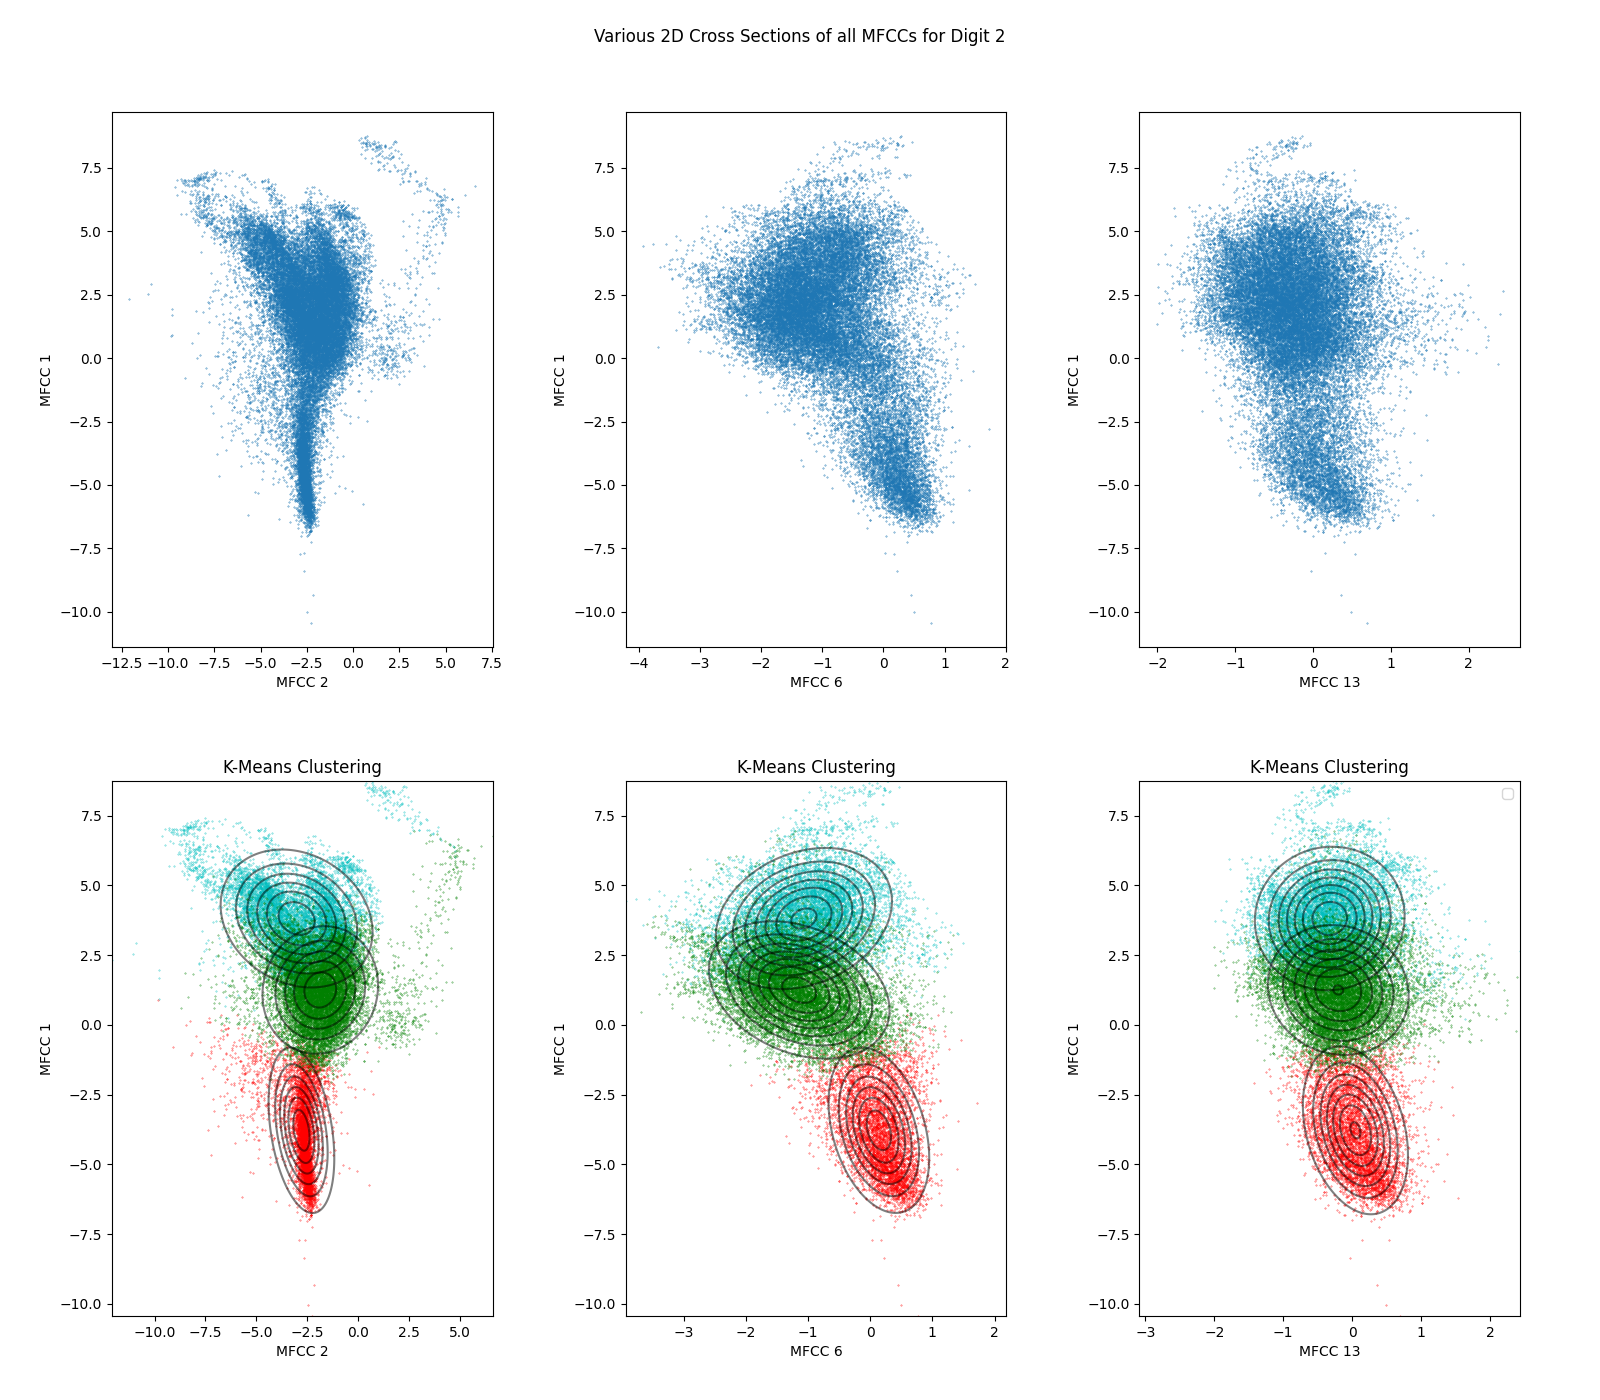 Various 2D Cross Sections of all MFCCs for Digit 2
7.5
5.0
2.5
0.0
−2.5
−5.0
−7.5
−10.0
MFCC 1
−12.5 −10.0 −7.5 −5.0 −2.5 0.0 2.5 5.0 7.5
MFCC 2
7.5
5.0
2.5
0.0
−2.5
−5.0
−7.5
−10.0
MFCC 1
−4 −3 −2 −1 0 1 2
MFCC 6
7.5
5.0
2.5
0.0
−2.5
−5.0
−7.5
−10.0
MFCC 1
−2 −1 0 1 2
MFCC 13
K-Means Clustering
7.5
5.0
2.5
0.0
−2.5
−5.0
−7.5
−10.0
MFCC 1
−10.0 −7.5 −5.0 −2.5 0.0 2.5 5.0
MFCC 2
K-Means Clustering
7.5
5.0
2.5
0.0
−2.5
−5.0
−7.5
−10.0
MFCC 1
−3 −2 −1 0 1 2
MFCC 6
K-Means Clustering
7.5
5.0
2.5
0.0
−2.5
−5.0
−7.5
−10.0
MFCC 1
−3 −2 −1 0 1 2
MFCC 13